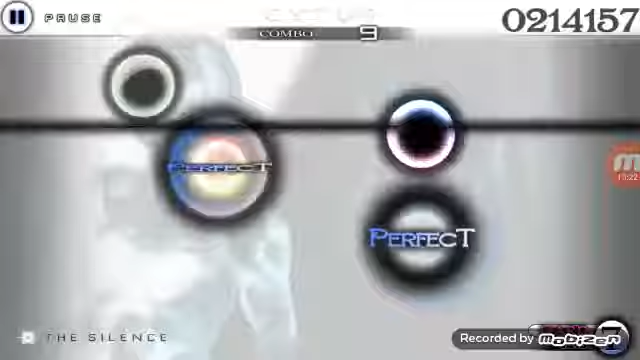 PAUSE
COMBO 9
0214157
PERFECT
PERFECT
THE SILENCE
Recorded by
mobizen